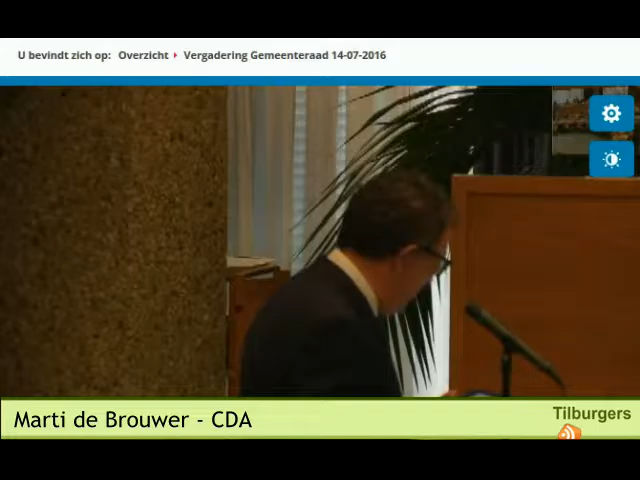 U bevindt zich op: Overzicht Vergadering Gemeenteraad 14-07-2016
Marti de Brouwer - CDA
Tilburgers